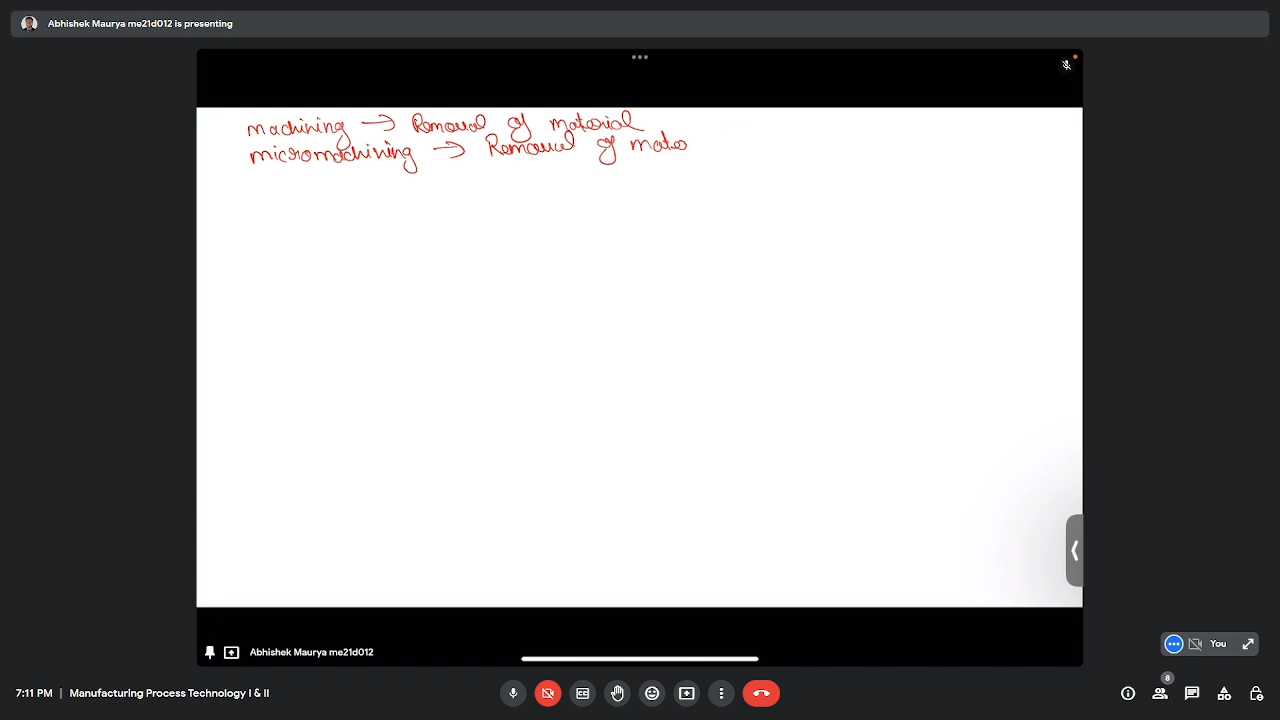 Abhishek Maurya me21d012 is presenting
machining → Removal of material
micromachining → Removal of mate
Abhishek Maurya me21d012
You
8
7:11 PM | Manufacturing Process Technology I & II